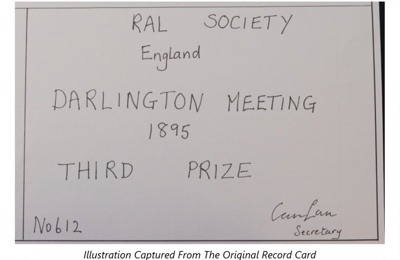 RAL SOCIETY
England
DARLINGTON MEETING
1895
THIRD PRIZE
No 612
Secretary
Illustration Captured From The Original Record Card